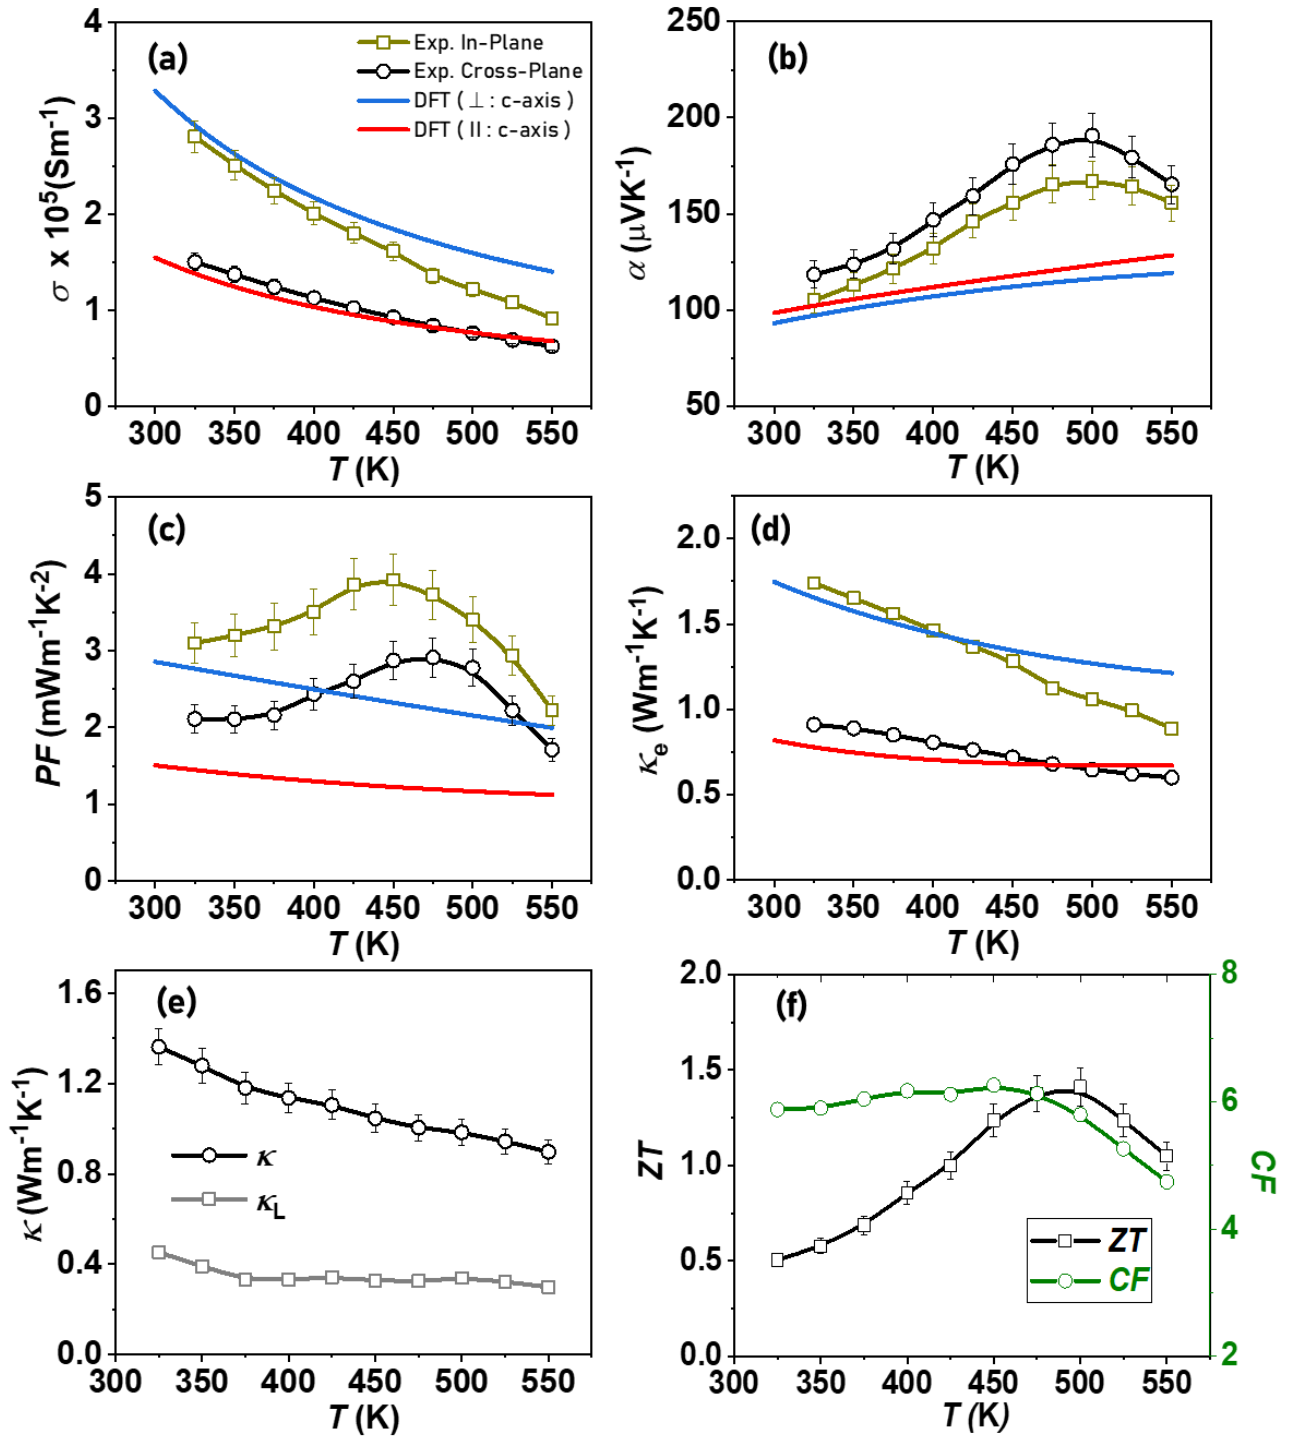 (a)
Exp. In-Plane
Exp. Cross-Plane
DFT ( ⊥ : c-axis )
DFT ( II : c-axis )
σ x 10⁵(Sm⁻¹)
4
3
2
1
0
300 350 400 450 500 550
T (K)
(b)
α (μVK⁻¹)
250
200
150
100
50
300 350 400 450 500 550
T (K)
(c)
PF (mWm⁻¹K⁻²)
5
4
3
2
1
0
300 350 400 450 500 550
T (K)
(d)
κₑ (Wm⁻¹K⁻¹)
2.0
1.5
1.0
0.5
0.0
300 350 400 450 500 550
T (K)
(e)
κ (Wm⁻¹K⁻¹)
1.6
1.2
0.8
0.4
0.0
κ
κ_L
300 350 400 450 500 550
T (K)
(f)
ZT
2.0
1.5
1.0
0.5
0.0
ZT
CF
8
6
4
2
CF
300 350 400 450 500 550
T (K)